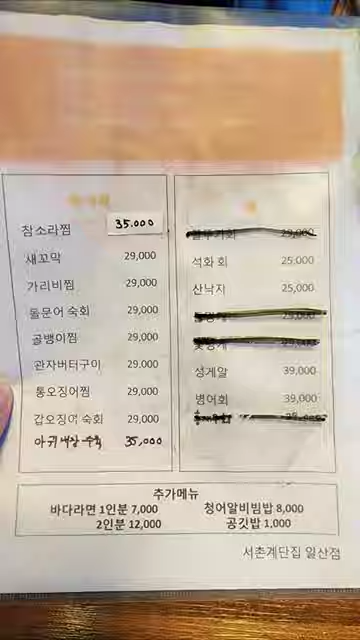 참소라찜 35.000
새꼬막 29,000
가리비찜 29,000
돌문어 숙회 29,000
골뱅이찜 29,000
관자버터구이 29,000
통오징어찜 29,000
갑오징어 숙회 29,000
아귀 내장 수육 35,000
29,000
석화 회 25,000
산낙지 25,000
성게알 39,000
병어회 39,000
추가메뉴
바다라면 1인분 7,000 청어알비빔밥 8,000
2인분 12,000 공깃밥 1,000
서촌계단집 일산점